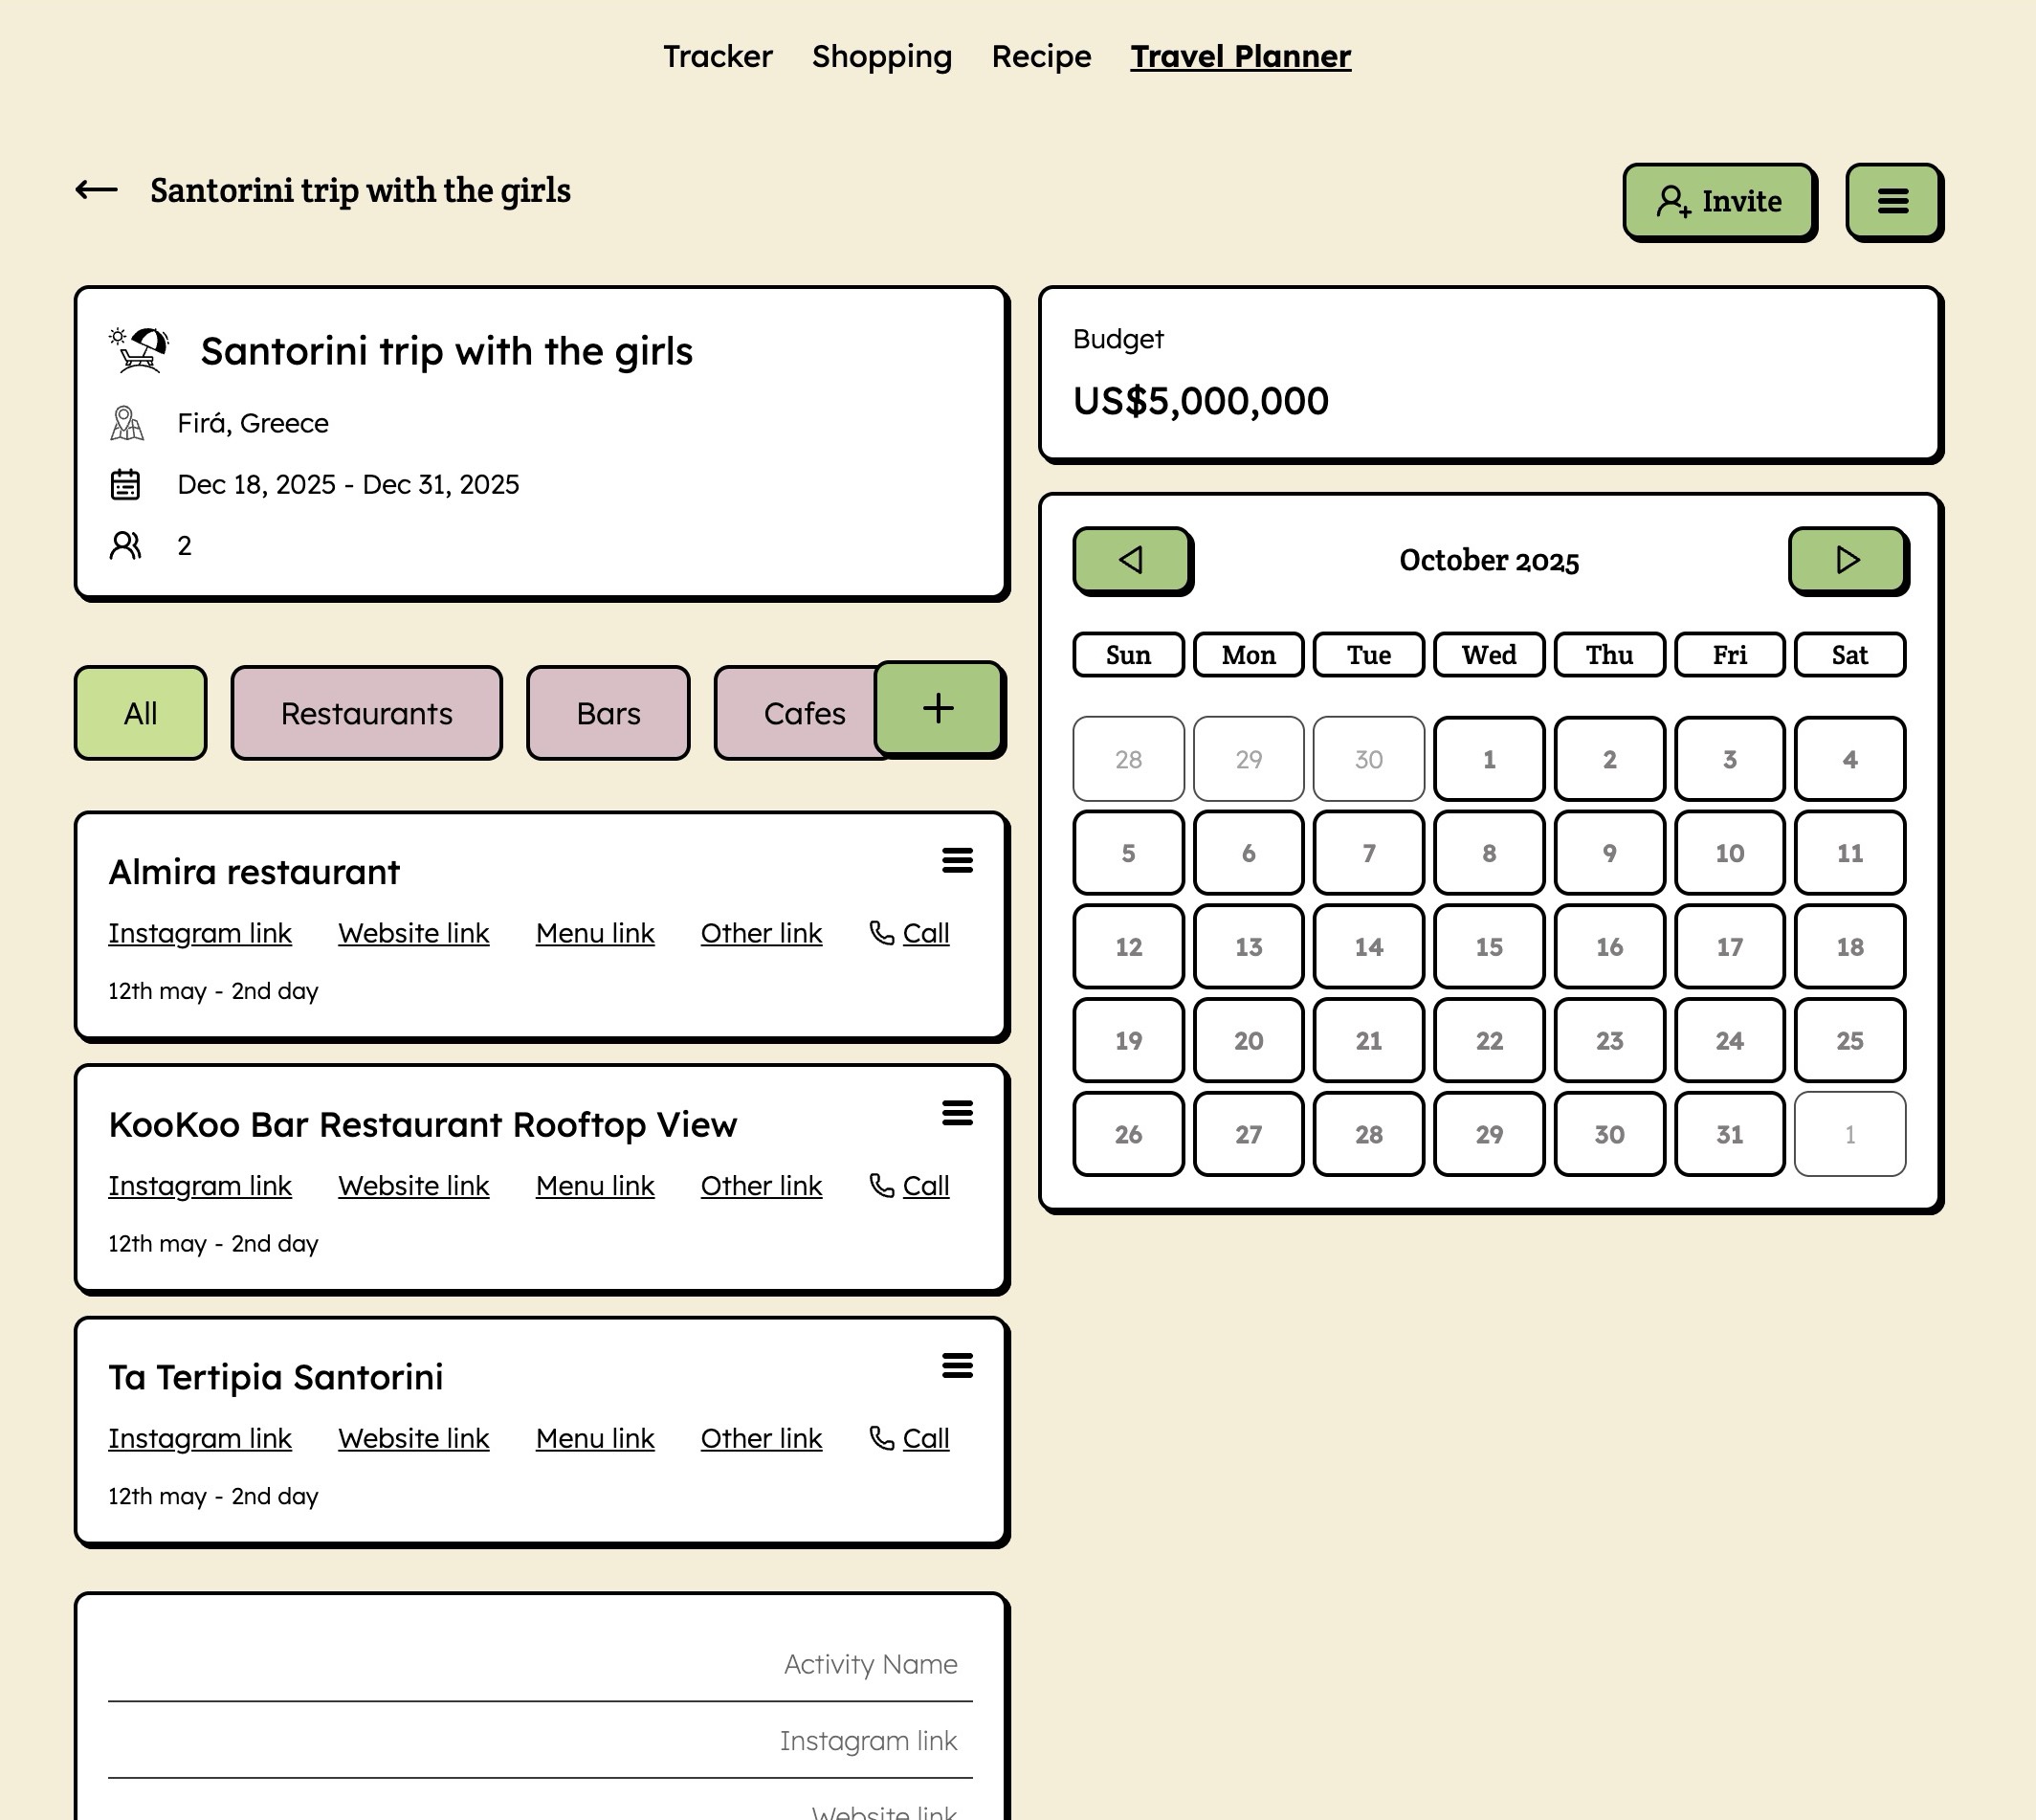 Tracker Shopping Recipe Travel Planner
Santorini trip with the girls
Invite
Santorini trip with the girls
Firá, Greece
Dec 18, 2025 - Dec 31, 2025
2
All Restaurants Bars Cafes +
Almira restaurant
Instagram link Website link Menu link Other link Call
12th may - 2nd day
KooKoo Bar Restaurant Rooftop View
Instagram link Website link Menu link Other link Call
12th may - 2nd day
Ta Tertipia Santorini
Instagram link Website link Menu link Other link Call
12th may - 2nd day
Activity Name
Instagram link
Website link
Budget
US$5,000,000
October 2025
Sun Mon Tue Wed Thu Fri Sat
28 29 30 1 2 3 4
5 6 7 8 9 10 11
12 13 14 15 16 17 18
19 20 21 22 23 24 25
26 27 28 29 30 31 1